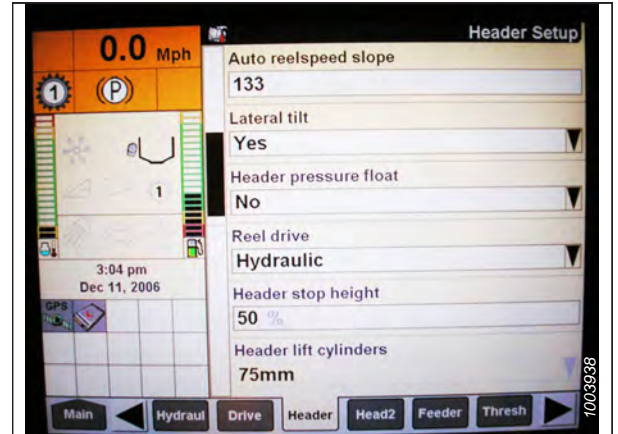 Header Setup
0.0 Mph
1
(P)
1
3:04 pm
Dec 11, 2006
GPS
Auto reelspeed slope
133
Lateral tilt
Yes
Header pressure float
No
Reel drive
Hydraulic
Header stop height
50 %
Header lift cylinders
75mm
Main
Hydraul
Drive
Header
Head2
Feeder
Thresh
1003938